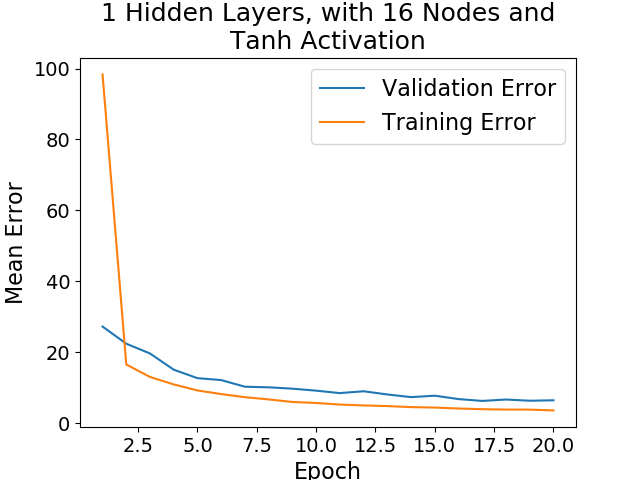 1 Hidden Layers, with 16 Nodes and
Tanh Activation
Validation Error
Training Error
Mean Error
100
80
60
40
20
0
2.5 5.0 7.5 10.0 12.5 15.0 17.5 20.0
Epoch